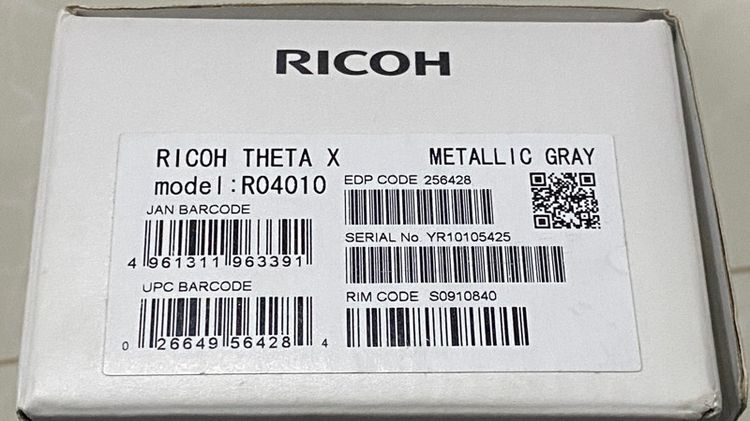 RICOH
RICOH THETA X METALLIC GRAY
model:R04010
EDP CODE 256428
JAN BARCODE
4 961311 963391
SERIAL No. YR10105425
UPC BARCODE
0 26649 56428 4
RIM CODE S0910840